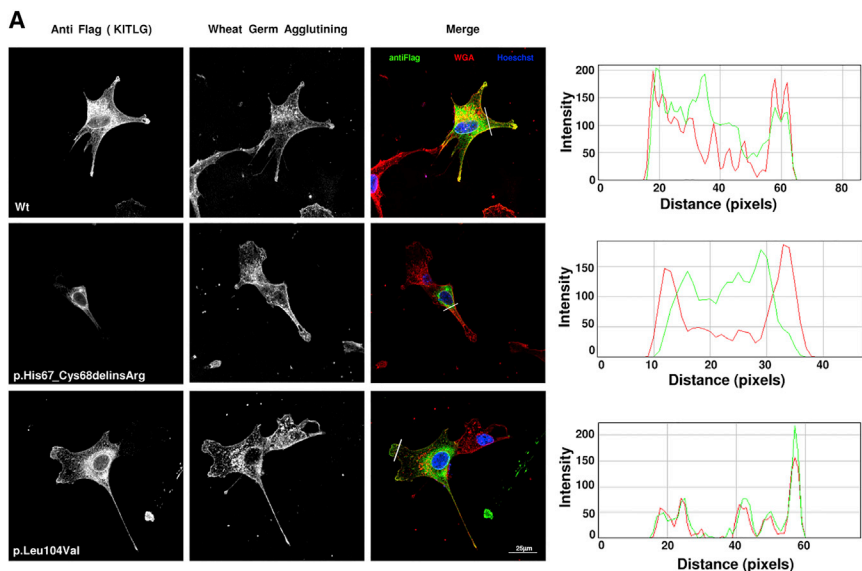 A
Anti Flag ( KITLG) Wheat Germ Agglutining Merge
antiFlag WGA Hoeschst
Wt
200
150
100
50
0
Intensity
0 20 40 60 80
Distance (pixels)
p.His67_Cys68delinsArg
150
100
50
0
Intensity
0 10 20 30 40
Distance (pixels)
p.Leu104Val
25µm
200
150
100
50
0
Intensity
0 20 40 60 80
Distance (pixels)